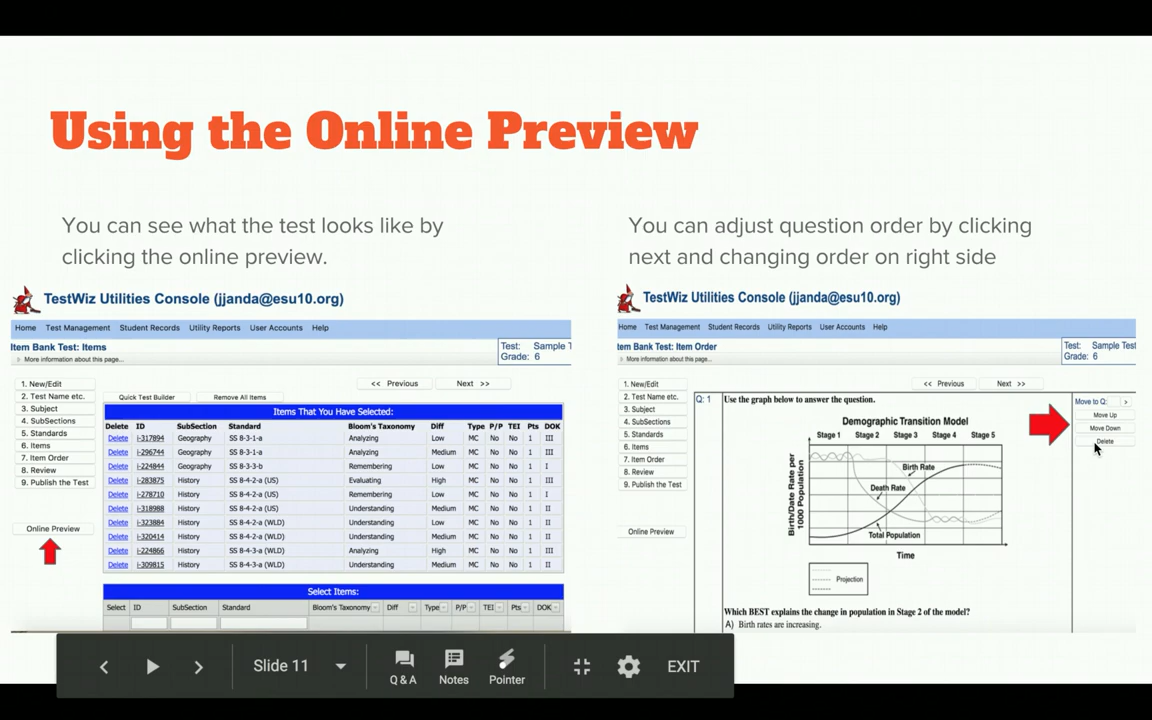 Using the Online Preview
You can see what the test looks like by
clicking the online preview.
TestWiz Utilities Console (jjanda@esu10.org)
Home Test Management Student Records Utility Reports User Accounts Help
Item Bank Test: Items
More information about this page...
Test: Sample T
Grade: 6
1. New/Edit
2. Test Name etc.
3. Subject
4. SubSections
5. Standards
6. Items
7. Item Order
8. Review
9. Publish the Test
Online Preview
<< Previous Next >>
Quick Test Builder Remove All Items
Items That You Have Selected:
Delete ID SubSection Standard Bloom's Taxonomy Diff Type P/P TEI Pts DOK
Delete i-317894 Geography SS 8-3-1-a Analyzing Low MC No No 1 III
Delete i-296744 Geography SS 8-3-1-a Analyzing Medium MC No No 1 III
Delete i-224844 Geography SS 8-3-3-b Remembering Low MC No No 1 I
Delete i-283875 History SS 8-4-2-a (US) Evaluating High MC No No 1 III
Delete i-278710 History SS 8-4-2-a (US) Remembering Low MC No No 1 I
Delete i-318988 History SS 8-4-2-a (US) Understanding Medium MC No No 1 II
Delete i-323884 History SS 8-4-2-a (WLD) Understanding Low MC No No 1 II
Delete i-320414 History SS 8-4-2-a (WLD) Understanding Medium MC No No 1 II
Delete i-224866 History SS 8-4-3-a (WLD) Analyzing High MC No No 1 III
Delete i-309815 History SS 8-4-3-a (WLD) Understanding Medium MC No No 1 II
Select Items:
Select ID SubSection Standard Bloom's Taxonomy Diff Type P/P TEI Pts DOK
You can adjust question order by clicking
next and changing order on right side
TestWiz Utilities Console (jjanda@esu10.org)
Home Test Management Student Records Utility Reports User Accounts Help
tem Bank Test: Item Order
More information about this page...
Test: Sample Test
Grade: 6
1. New/Edit
2. Test Name etc.
3. Subject
4. SubSections
5. Standards
6. Items
7. Item Order
8. Review
9. Publish the Test
Online Preview
<< Previous Next >>
Q: 1 Use the graph below to answer the question.
Demographic Transition Model
Stage 1 Stage 2 Stage 3 Stage 4 Stage 5
Birth/Date Rate per
1000 Population
Birth Rate
Death Rate
Total Population
Time
Projection
Which BEST explains the change in population in Stage 2 of the model?
A) Birth rates are increasing.
Move to Q: >
Move Up
Move Down
Delete
Slide 11
Q & A Notes Pointer
EXIT